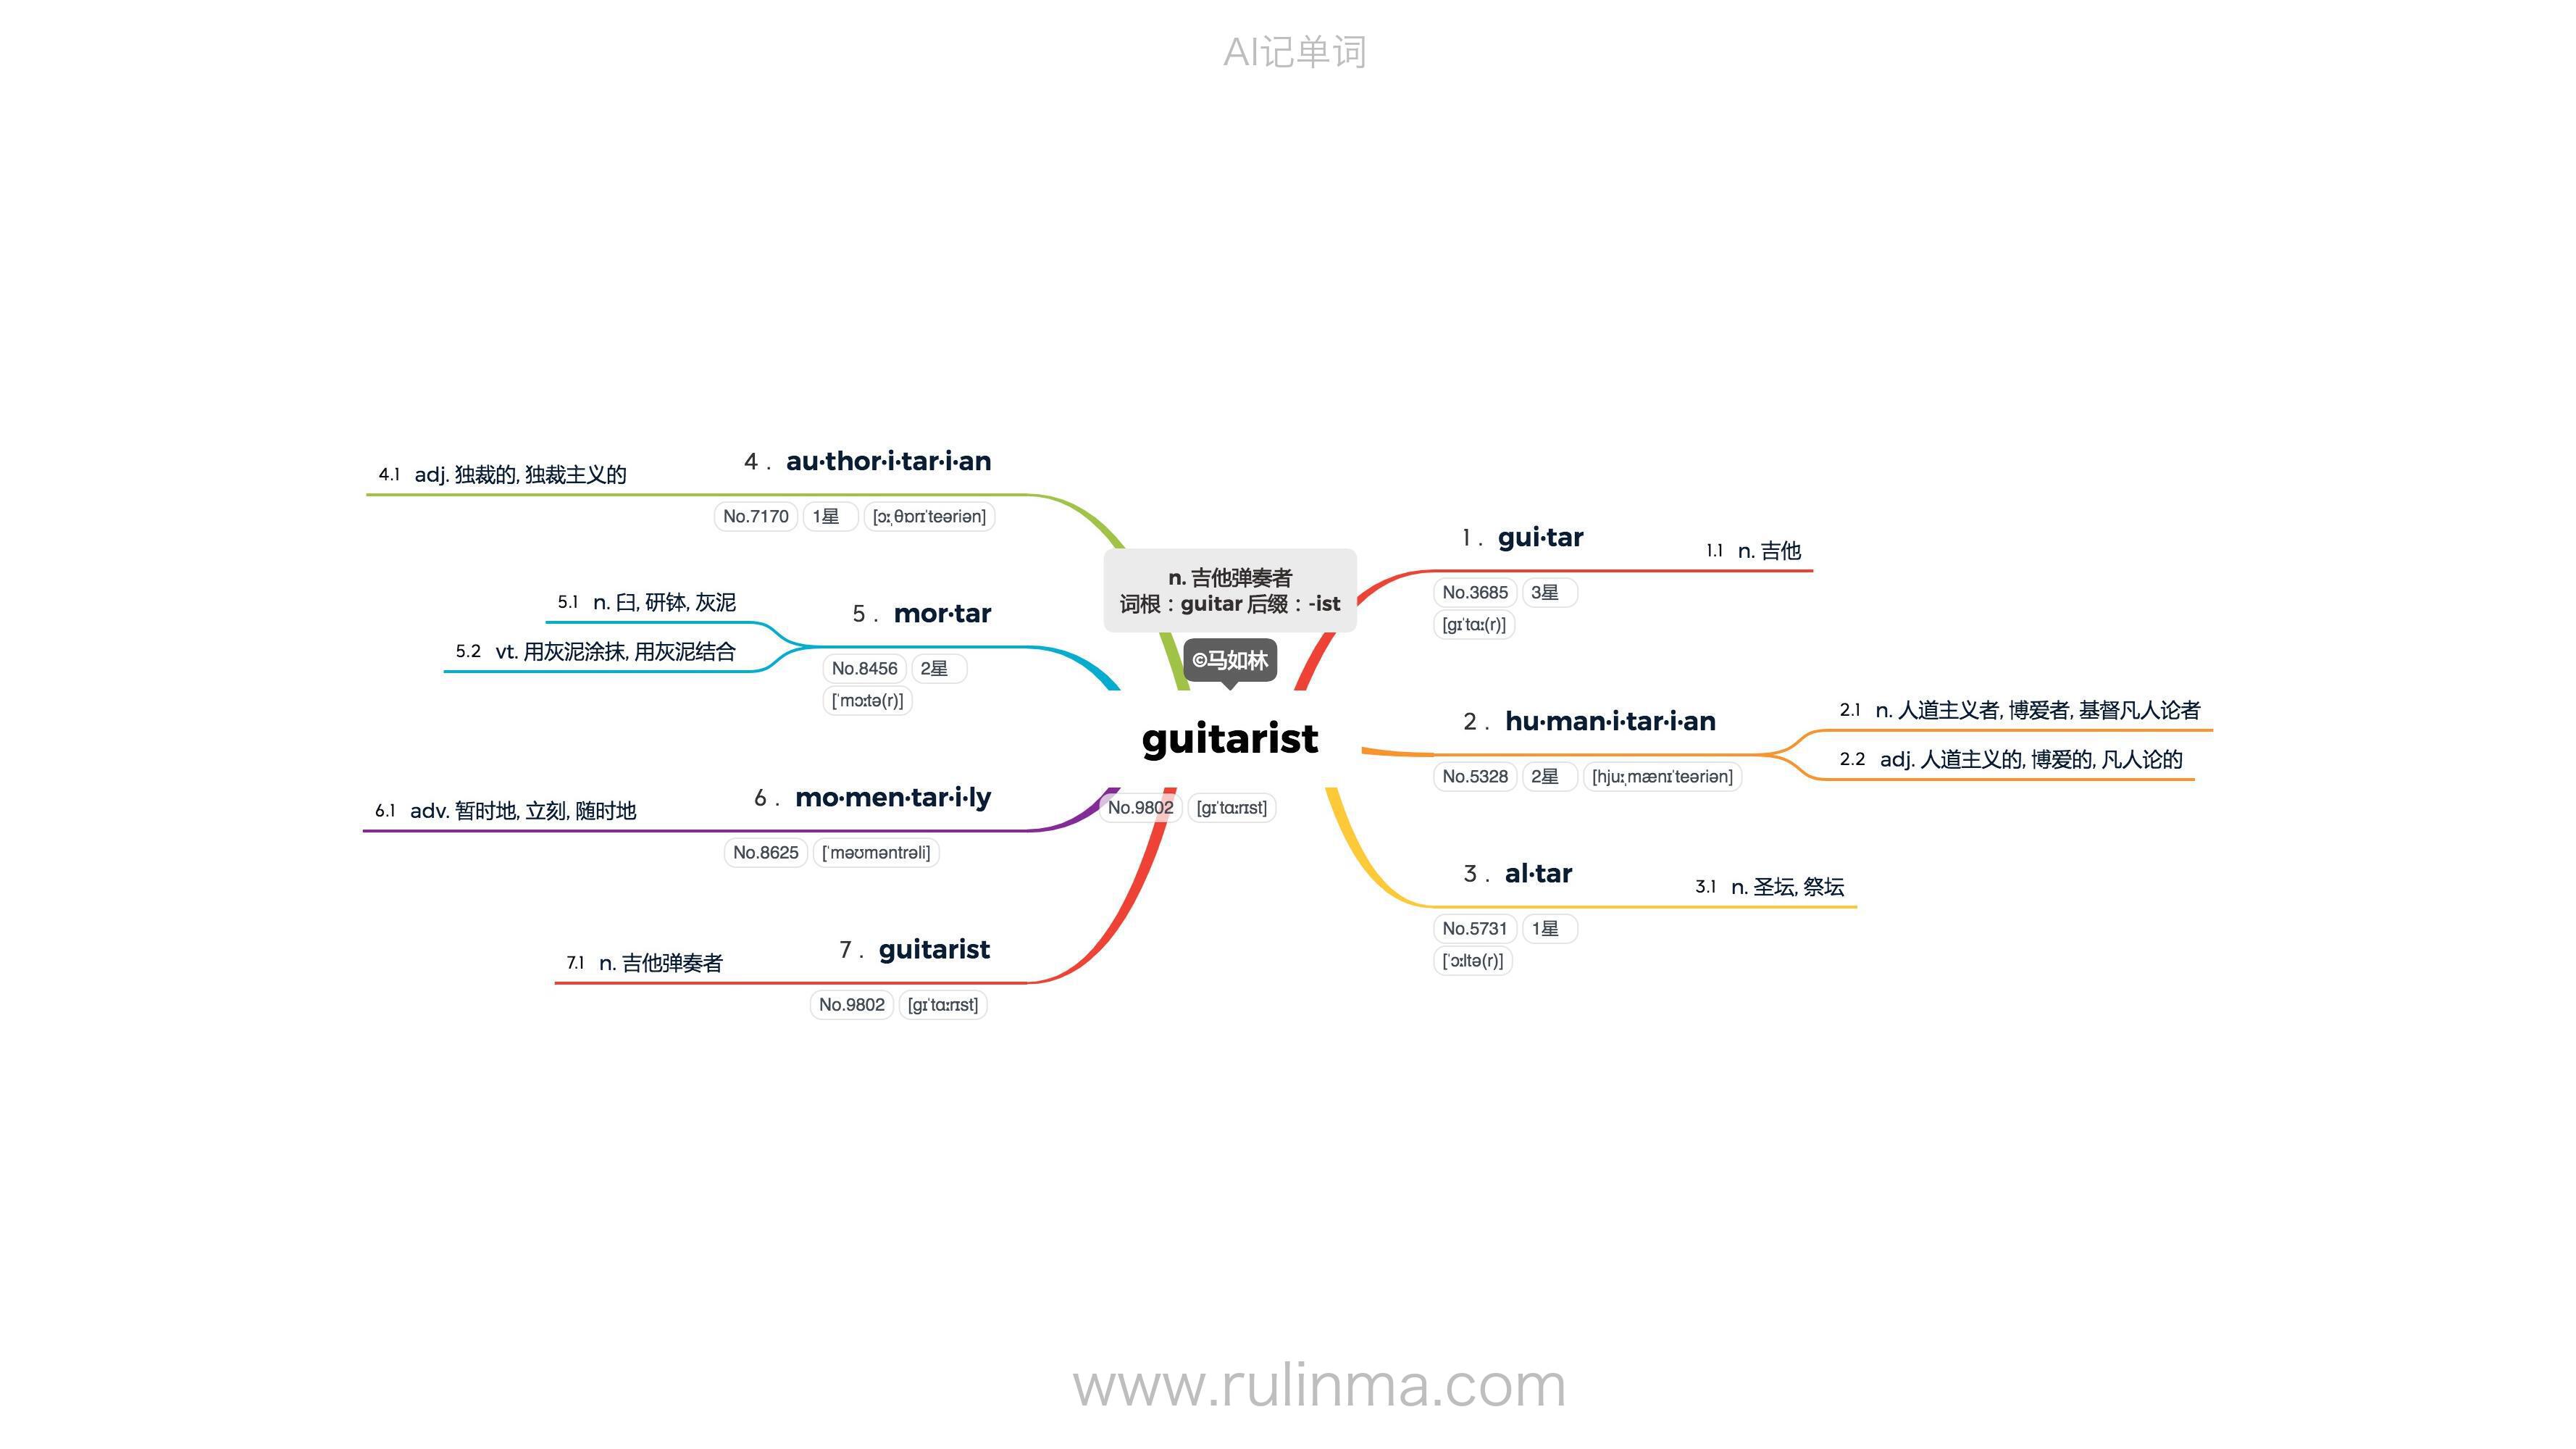 AI记单词
n. 吉他弹奏者
词根：guitar 后缀：-ist
©马如林
guitarist
No.9802 [ɡɪˈtɑːrɪst]
1. gui·tar
No.3685 3星
[ɡɪˈtɑː(r)]
1.1 n. 吉他
2. hu·man·i·tar·i·an
No.5328 2星 [hjuːˌmænɪˈteəriən]
2.1 n. 人道主义者, 博爱者, 基督凡人论者
2.2 adj. 人道主义的, 博爱的, 凡人论的
3. al·tar
No.5731 1星
[ˈɔːltə(r)]
3.1 n. 圣坛, 祭坛
4. au·thor·i·tar·i·an
No.7170 1星 [ɔːˌθɒrɪˈteəriən]
4.1 adj. 独裁的, 独裁主义的
5. mor·tar
No.8456 2星
[ˈmɔːtə(r)]
5.1 n. 臼, 研钵, 灰泥
5.2 vt. 用灰泥涂抹, 用灰泥结合
6. mo·men·tar·i·ly
No.8625 [ˈməʊməntrəli]
6.1 adv. 暂时地, 立刻, 随时地
7. guitarist
No.9802 [ɡɪˈtɑːrɪst]
7.1 n. 吉他弹奏者
www.rulinma.com